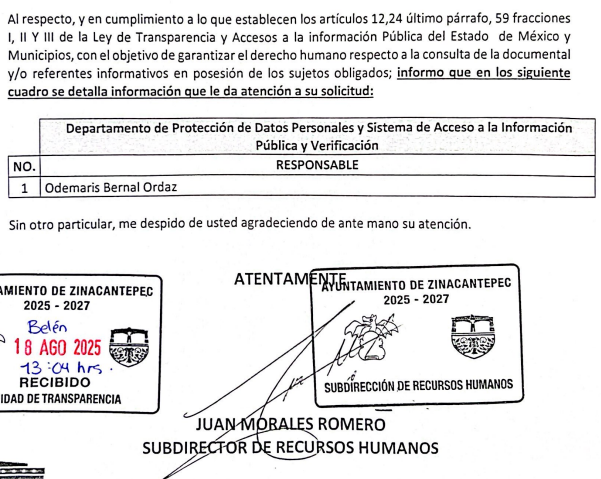 Al respecto, y en cumplimiento a lo que establecen los artículos 12,24 último párrafo, 59 fracciones
I, II Y III de la Ley de Transparencia y Accesos a la información Pública del Estado de México y
Municipios, con el objetivo de garantizar el derecho humano respecto a la consulta de la documental
y/o referentes informativos en posesión de los sujetos obligados; informo que en los siguiente
cuadro se detalla información que le da atención a su solicitud:
Departamento de Protección de Datos Personales y Sistema de Acceso a la Información
Pública y Verificación
NO. RESPONSABLE
1 Odemaris Bernal Ordaz
Sin otro particular, me despido de usted agradeciendo de ante mano su atención.
ATENTAMENTE
AMIENTO DE ZINACANTEPEC
2025 - 2027
Belén
18 AGO 2025
13:04 hrs.
RECIBIDO
IDAD DE TRANSPARENCIA
AYUNTAMIENTO DE ZINACANTEPEC
2025 - 2027
SUBDIRECCIÓN DE RECURSOS HUMANOS
JUAN MORALES ROMERO
SUBDIRECTOR DE RECURSOS HUMANOS